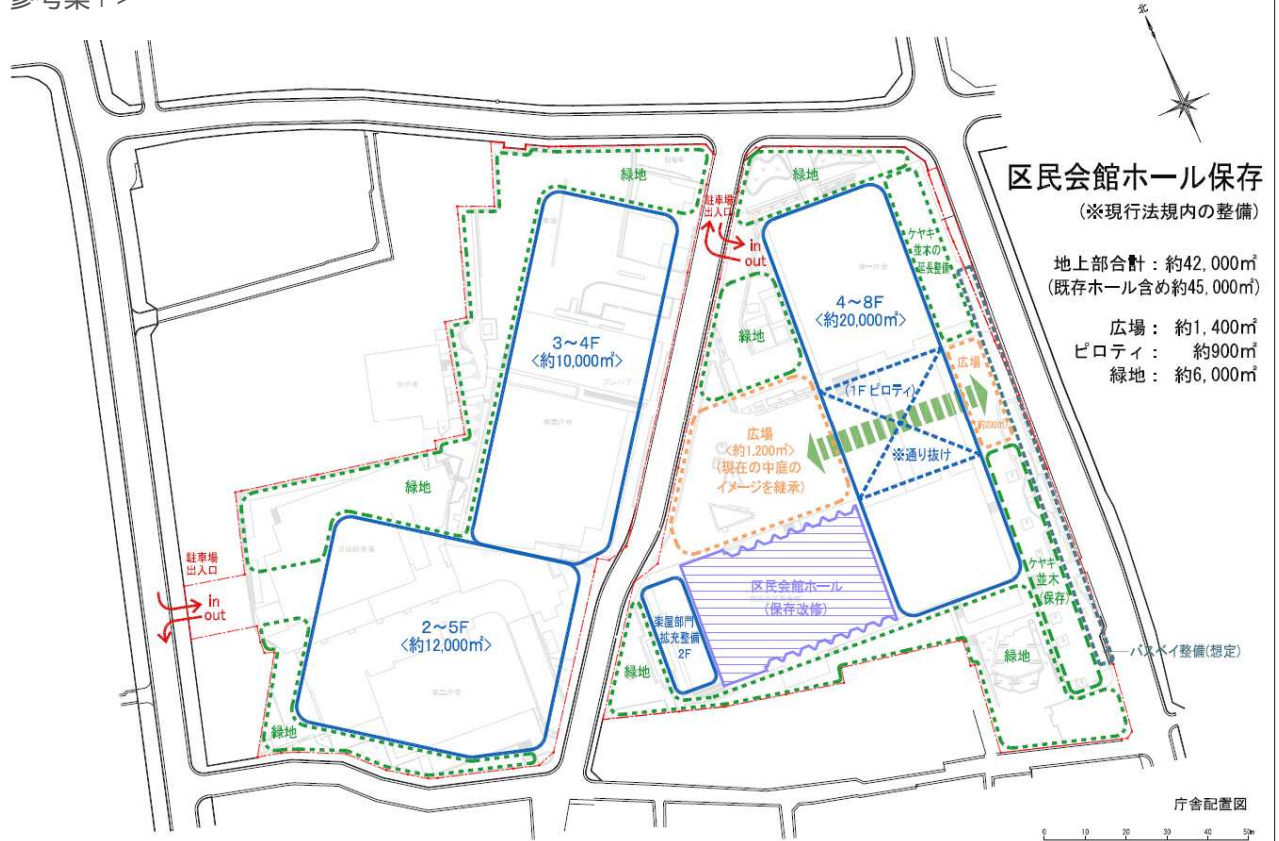 参考案1>
北
区民会館ホール保存
(※現行法規内の整備)
地上部合計：約42,000㎡
(既存ホール含め約45,000㎡)
広場： 約1,400㎡
ピロティ： 約900㎡
緑地： 約6,000㎡
緑地
駐車場
出入口
in
out
緑地
ケヤキ
並木の
延長整備
3～4F
<約10,000㎡>
4～8F
<約20,000㎡>
緑地
(1F ピロティ)
広場
約200㎡
※通り抜け
広場
<約1,200㎡>
(現在の中庭の
イメージを継承)
緑地
駐車場
出入口
in
out
2～5F
<約12,000㎡>
緑地
区民会館ホール
(保存改修)
楽屋部門
拡充整備
2F
緑地
ケヤキ
並木
(保存)
緑地
バスベイ整備(想定)
庁舎配置図
0 10 20 30 40 50m